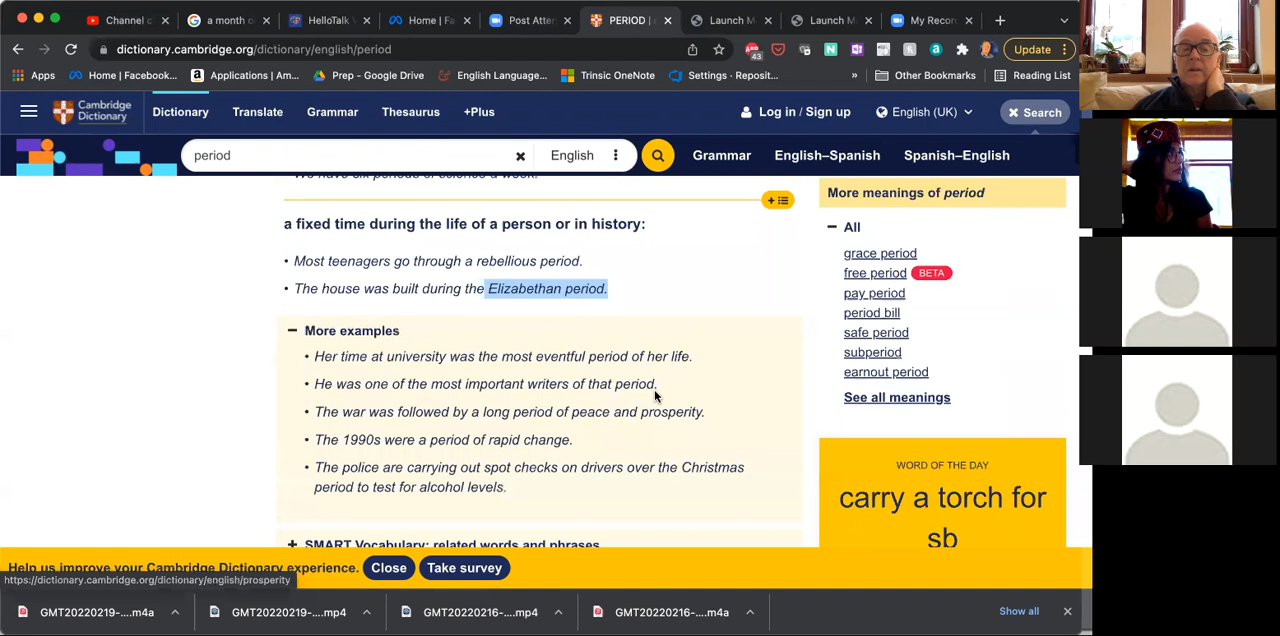 Channel c
a month o
HelloTalk \
Home | Fa
Post Atter
PERIOD | 
Launch Me
Launch M
My Record
dictionary.cambridge.org/dictionary/english/period
43
Update
Apps
Home | Facebook...
Applications | Am...
Prep - Google Drive
English Language...
Trinsic OneNote
Settings · Reposit...
»
Other Bookmarks
Reading List
Cambridge
Dictionary
Dictionary
Translate
Grammar
Thesaurus
+Plus
Log in / Sign up
English (UK)
Search
period
English
Grammar
English–Spanish
Spanish–English
We have six periods of science a week.
a fixed time during the life of a person or in history:
• Most teenagers go through a rebellious period.
• The house was built during the Elizabethan period.
More examples
• Her time at university was the most eventful period of her life.
• He was one of the most important writers of that period.
• The war was followed by a long period of peace and prosperity.
• The 1990s were a period of rapid change.
• The police are carrying out spot checks on drivers over the Christmas
period to test for alcohol levels.
SMART Vocabulary: related words and phrases
More meanings of period
All
grace period
free period BETA
pay period
period bill
safe period
subperiod
earnout period
See all meanings
WORD OF THE DAY
carry a torch for
sb
Help us improve your Cambridge Dictionary experience.
Close
Take survey
https://dictionary.cambridge.org/dictionary/english/prosperity
GMT20220219-....m4a
GMT20220219-....mp4
GMT20220216-....mp4
GMT20220216-....m4a
Show all